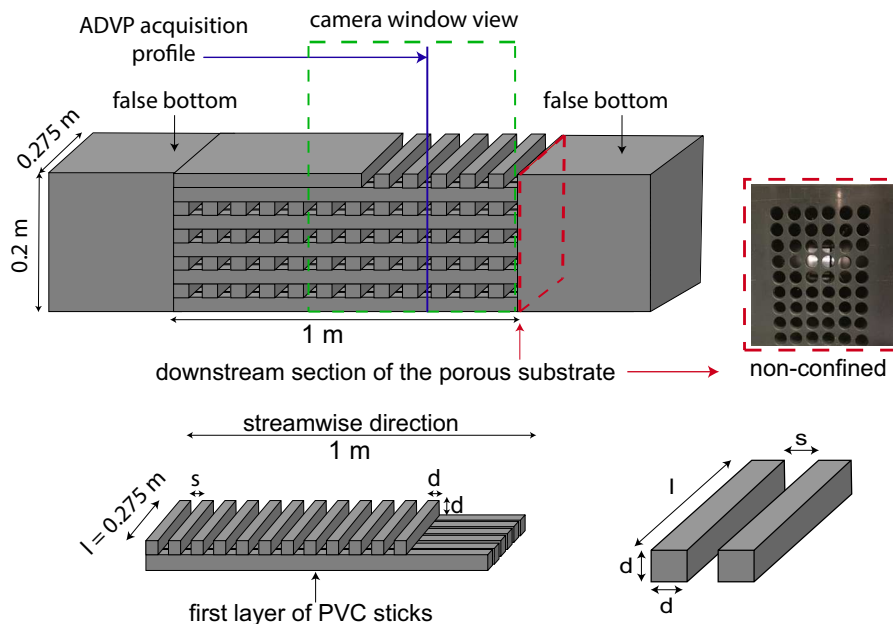 ADVP acquisition
profile
camera window view
false bottom
false bottom
0.275 m
0.2 m
1 m
downstream section of the porous substrate
non-confined
streamwise direction
1 m
s
d
d
l = 0.275 m
first layer of PVC sticks
s
l
d
d